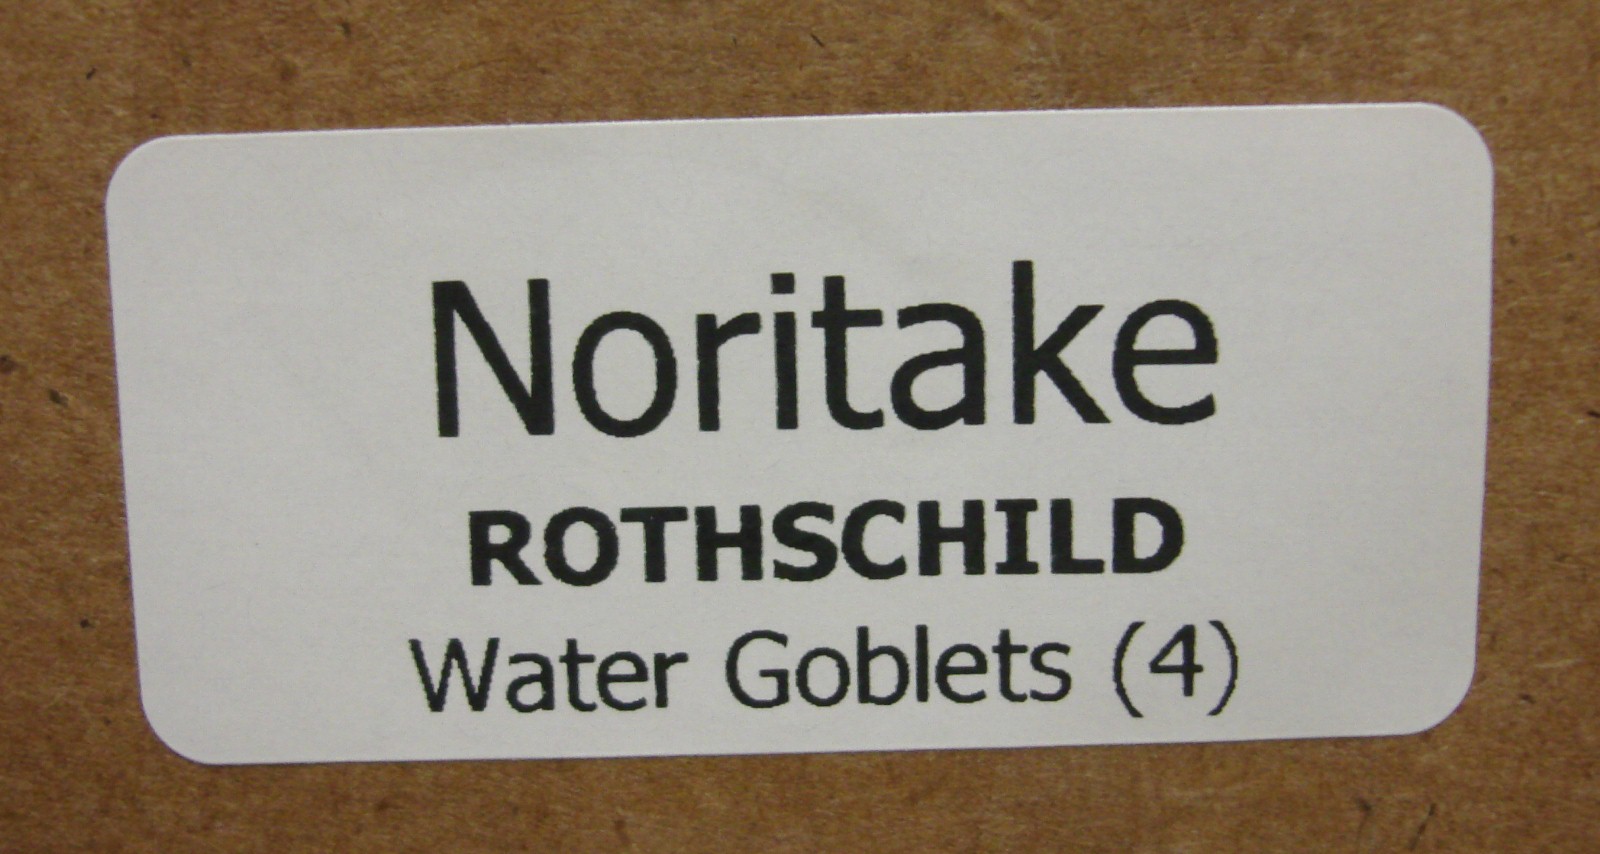 Noritake
ROTHSCHILD
Water Goblets (4)